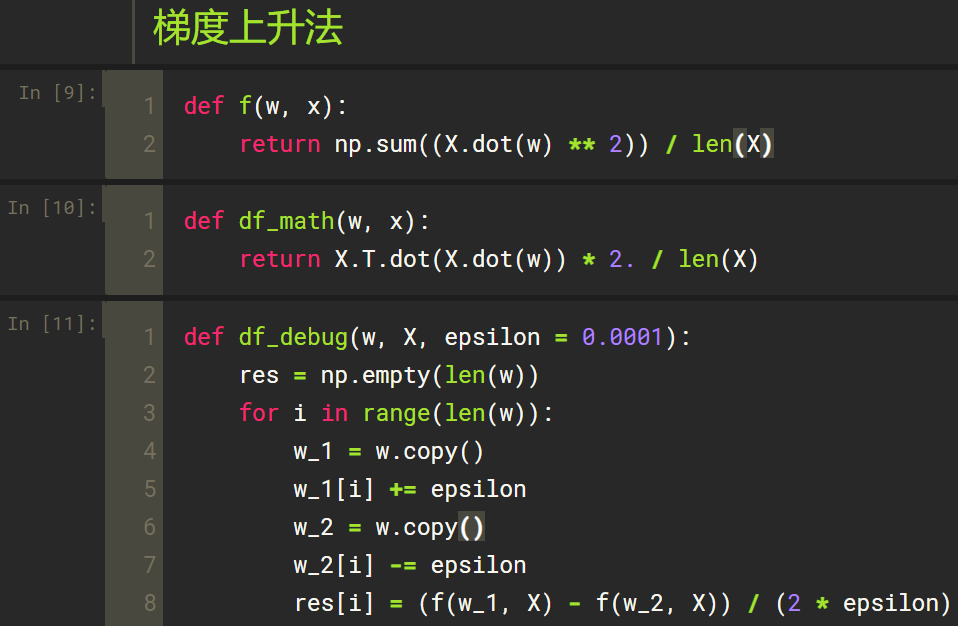 梯度上升法
In [9]:
1 def f(w, x):
2     return np.sum((X.dot(w) ** 2)) / len(X)
In [10]:
1 def df_math(w, x):
2     return X.T.dot(X.dot(w)) * 2. / len(X)
In [11]:
1 def df_debug(w, X, epsilon = 0.0001):
2     res = np.empty(len(w))
3     for i in range(len(w)):
4         w_1 = w.copy()
5         w_1[i] += epsilon
6         w_2 = w.copy()
7         w_2[i] -= epsilon
8         res[i] = (f(w_1, X) - f(w_2, X)) / (2 * epsilon)